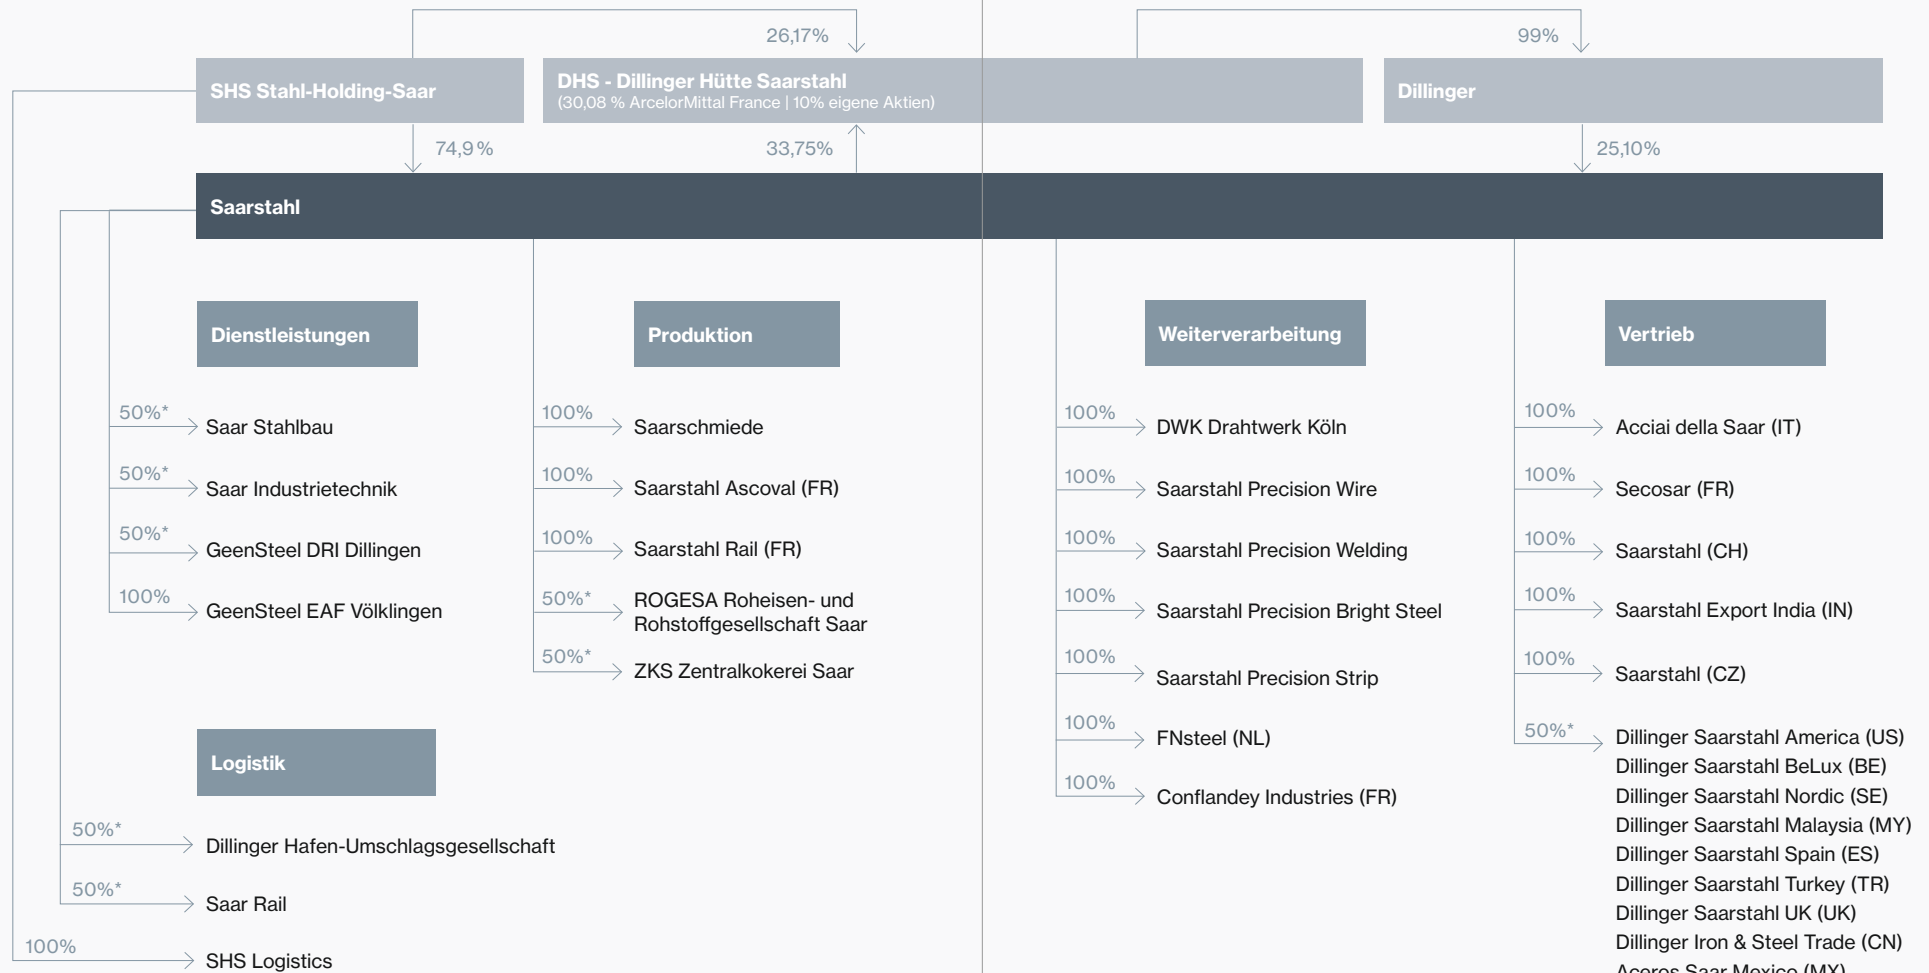 26,17%
99%
SHS Stahl-Holding-Saar
DHS - Dillinger Hütte Saarstahl
(30,08 % ArcelorMittal France | 10% eigene Aktien)
Dillinger
74,9 %
33,75%
25,10%
Saarstahl
Dienstleistungen
50%*
Saar Stahlbau
50%*
Saar Industrietechnik
50%*
GeenSteel DRI Dillingen
100%
GeenSteel EAF Völklingen
Produktion
100%
Saarschmiede
100%
Saarstahl Ascoval (FR)
100%
Saarstahl Rail (FR)
50%*
ROGESA Roheisen- und
Rohstoffgesellschaft Saar
50%*
ZKS Zentralkokerei Saar
Logistik
50%*
Dillinger Hafen-Umschlagsgesellschaft
50%*
Saar Rail
100%
SHS Logistics
Weiterverarbeitung
100%
DWK Drahtwerk Köln
100%
Saarstahl Precision Wire
100%
Saarstahl Precision Welding
100%
Saarstahl Precision Bright Steel
100%
Saarstahl Precision Strip
100%
FNsteel (NL)
100%
Conflandey Industries (FR)
Vertrieb
100%
Acciai della Saar (IT)
100%
Secosar (FR)
100%
Saarstahl (CH)
100%
Saarstahl Export India (IN)
100%
Saarstahl (CZ)
50%*
Dillinger Saarstahl America (US)
Dillinger Saarstahl BeLux (BE)
Dillinger Saarstahl Nordic (SE)
Dillinger Saarstahl Malaysia (MY)
Dillinger Saarstahl Spain (ES)
Dillinger Saarstahl Turkey (TR)
Dillinger Saarstahl UK (UK)
Dillinger Iron & Steel Trade (CN)
Aceros Saar Mexico (MX)